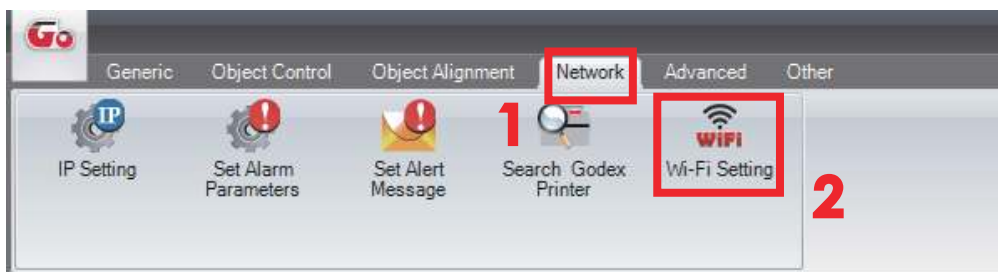 Go
Generic Object Control Object Alignment Network Advanced Other
1
IP
WiFi
IP Setting
Set Alarm
Parameters
Set Alert
Message
Search Godex
Printer
Wi-Fi Setting
2